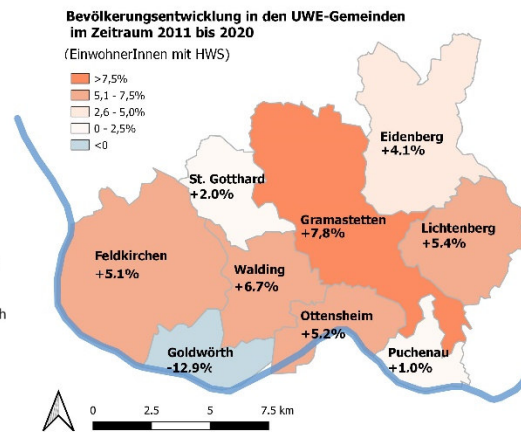 Bevölkerungsentwicklung in den UWE-Gemeinden
im Zeitraum 2011 bis 2020
(EinwohnerInnen mit HWS)
>7,5%
5,1 - 7,5%
2,6 - 5,0%
0 - 2,5%
<0
Eidenberg
+4.1%
St. Gotthard
+2.0%
Gramastetten
+7,8%
Lichtenberg
+5.4%
Feldkirchen
+5.1%
Walding
+6.7%
Ottensheim
+5.2%
h
Goldwörth
-12.9%
Puchenau
+1.0%
0 2.5 5 7.5 km